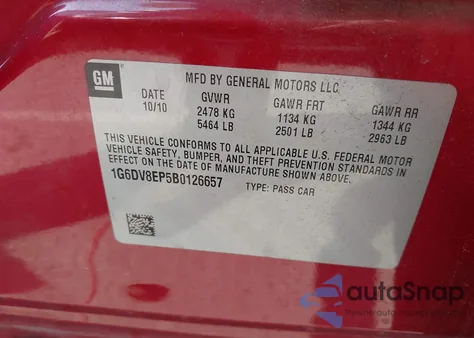 GM
MFD BY GENERAL MOTORS LLC
DATE GVWR GAWR FRT GAWR RR
10/10 2478 KG 1134 KG 1344 KG
5464 LB 2501 LB 2963 LB
THIS VEHICLE CONFORMS TO ALL APPLICABLE U.S. FEDERAL MOTOR
VEHICLE SAFETY, BUMPER, AND THEFT PREVENTION STANDARDS IN
EFFECT ON THE DATE OF MANUFACTURE SHOWN ABOVE.
1G6DV8EP5B0126657 TYPE: PASS CAR
autoSnap